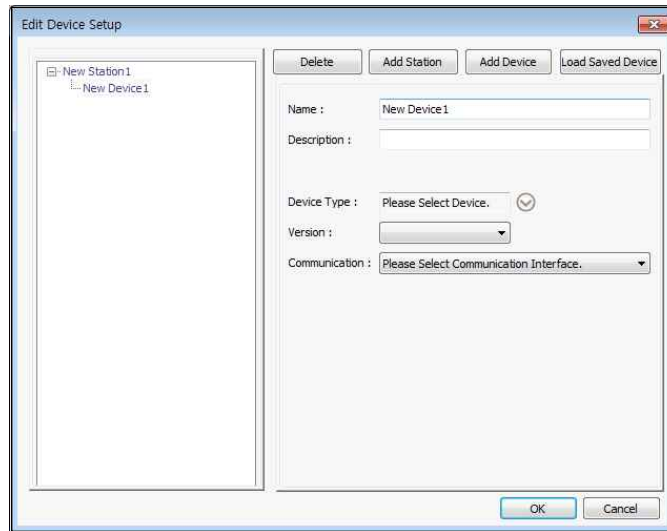 Edit Device Setup
New Station1
New Device1
Delete
Add Station
Add Device
Load Saved Device
Name :
New Device1
Description :
Device Type :
Please Select Device.
Version :
Communication :
Please Select Communication Interface.
OK
Cancel